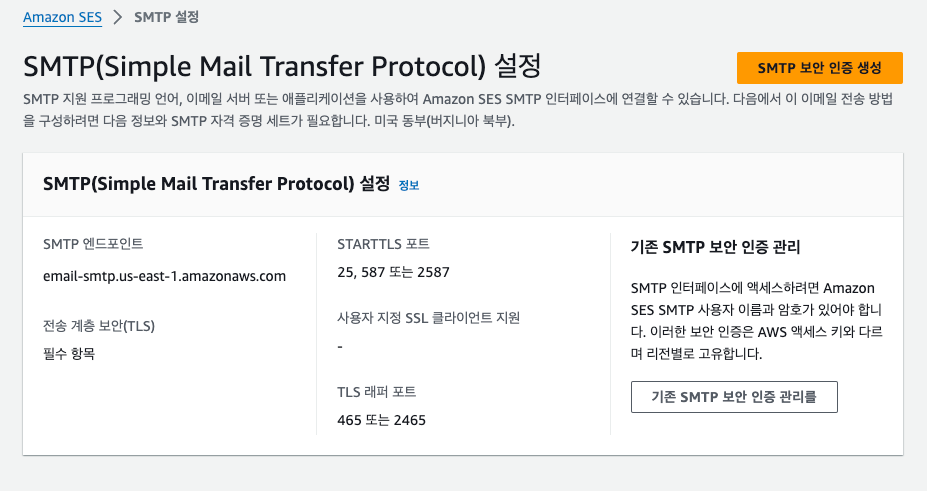 Amazon SES > SMTP 설정
SMTP(Simple Mail Transfer Protocol) 설정
SMTP 보안 인증 생성
SMTP 지원 프로그래밍 언어, 이메일 서버 또는 애플리케이션을 사용하여 Amazon SES SMTP 인터페이스에 연결할 수 있습니다. 다음에서 이 이메일 전송 방법
을 구성하려면 다음 정보와 SMTP 자격 증명 세트가 필요합니다. 미국 동부(버지니아 북부).
SMTP(Simple Mail Transfer Protocol) 설정 정보
SMTP 엔드포인트
email-smtp.us-east-1.amazonaws.com
전송 계층 보안(TLS)
필수 항목
STARTTLS 포트
25, 587 또는 2587
사용자 지정 SSL 클라이언트 지원
-
TLS 래퍼 포트
465 또는 2465
기존 SMTP 보안 인증 관리
SMTP 인터페이스에 액세스하려면 Amazon
SES SMTP 사용자 이름과 암호가 있어야 합니
다. 이러한 보안 인증은 AWS 액세스 키와 다르
며 리전별로 고유합니다.
기존 SMTP 보안 인증 관리를